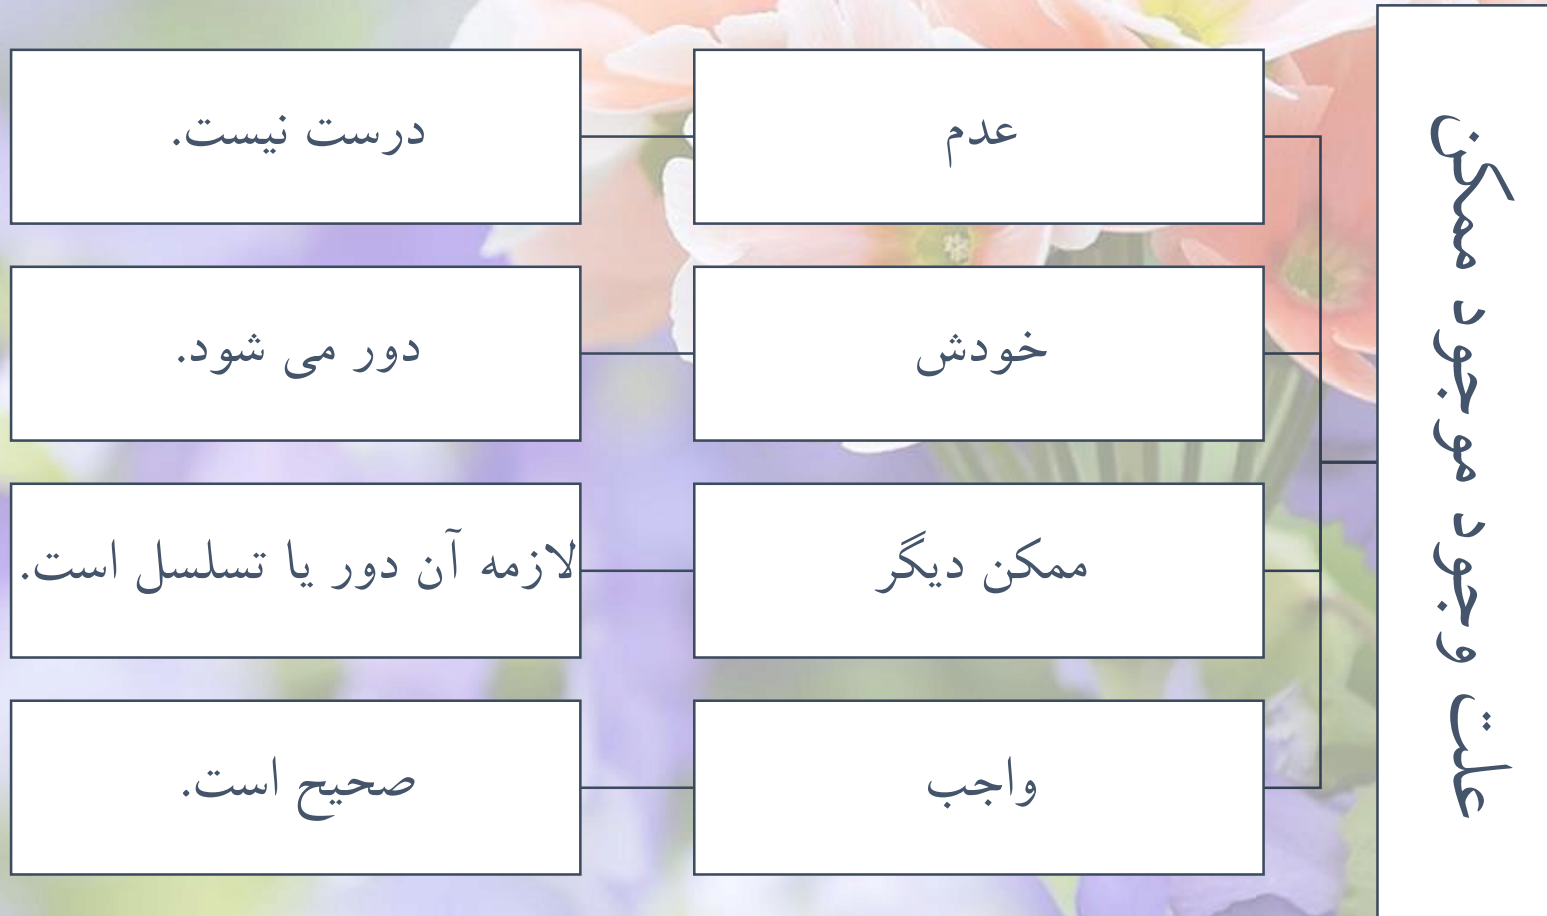 علت وجود موجود ممکن
عدم
درست نیست.
خودش
دور می شود.
ممکن دیگر
لازمه آن دور یا تسلسل است.
واجب
صحیح است.